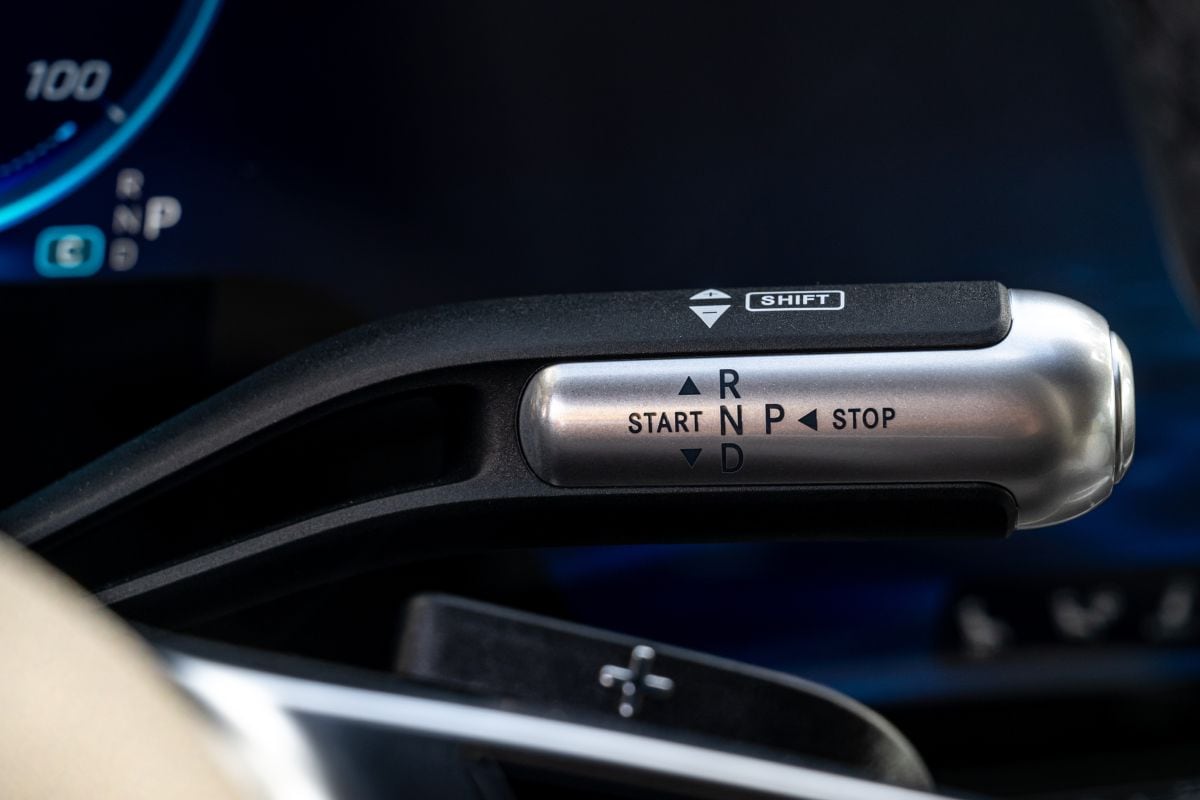 100
R
N P
C D
+
− SHIFT
▲ R
START N P ◀ STOP
▼ D
+